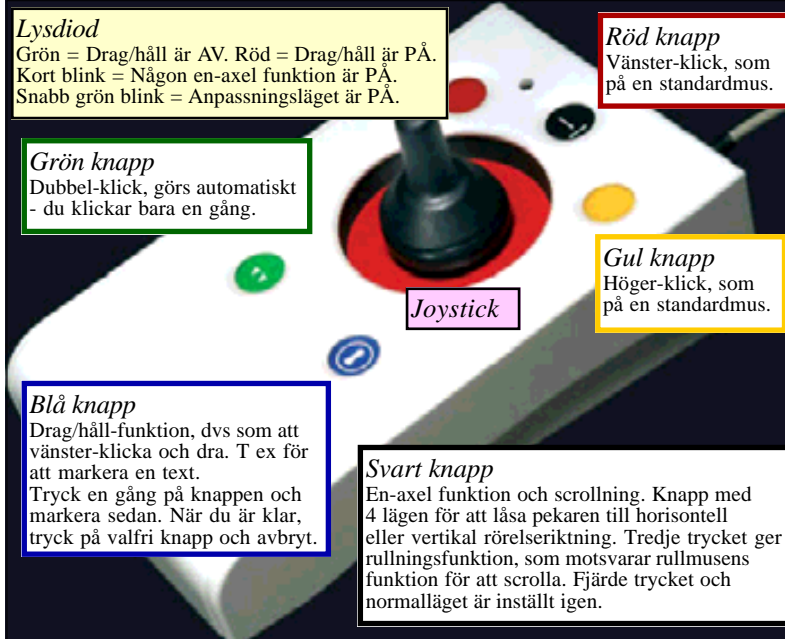 Lysdiod
Grön = Drag/håll är AV. Röd = Drag/håll är PÅ.
Kort blink = Någon en-axel funktion är PÅ.
Snabb grön blink = Anpassningsläget är PÅ.
Röd knapp
Vänster-klick, som
på en standardmus.
Grön knapp
Dubbel-klick, görs automatiskt
- du klickar bara en gång.
Gul knapp
Höger-klick, som
på en standardmus.
Joystick
Blå knapp
Drag/håll-funktion, dvs som att
vänster-klicka och dra. T ex för
att markera en text.
Tryck en gång på knappen och
markera sedan. När du är klar,
tryck på valfri knapp och avbryt.
Svart knapp
En-axel funktion och scrollning. Knapp med
4 lägen för att låsa pekaren till horisontell
eller vertikal rörelseriktning. Tredje trycket ger
rullningsfunktion, som motsvarar rullmusens
funktion för att scrolla. Fjärde trycket och
normalläget är inställt igen.